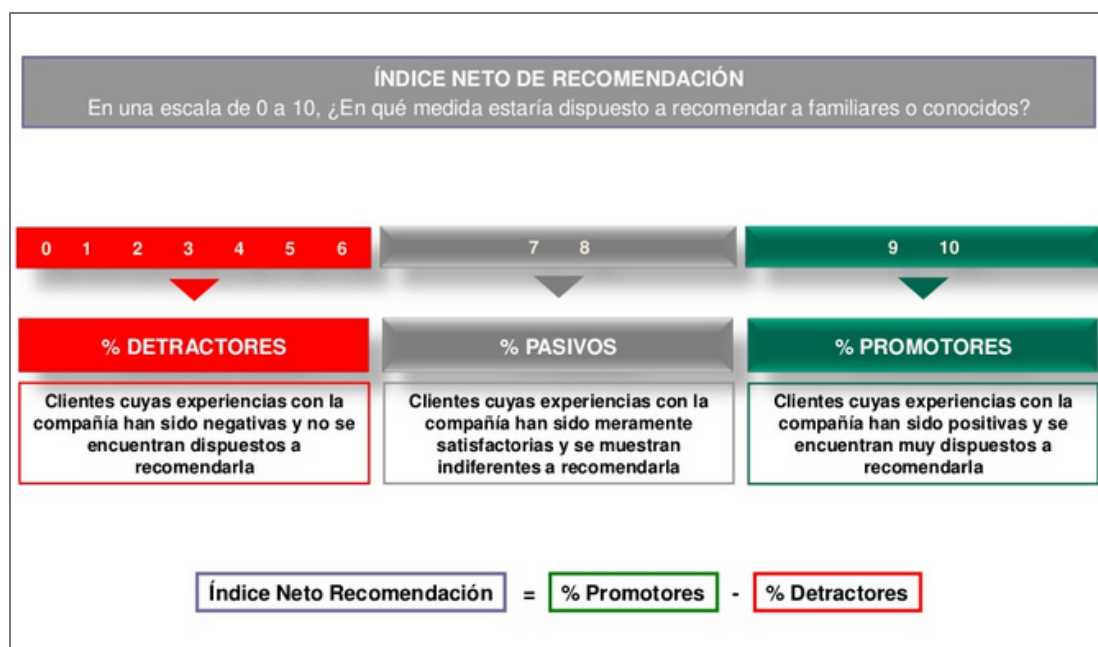 ÍNDICE NETO DE RECOMENDACIÓN
En una escala de 0 a 10, ¿En qué medida estaría dispuesto a recomendar a familiares o conocidos?
0 1 2 3 4 5 6
7 8
9 10
% DETRACTORES
% PASIVOS
% PROMOTORES
Clientes cuyas experiencias con la
compañía han sido negativas y no se
encuentran dispuestos a
recomendarla
Clientes cuyas experiencias con la
compañía han sido meramente
satisfactorias y se muestran
indiferentes a recomendarla
Clientes cuyas experiencias con la
compañía han sido positivas y se
encuentran muy dispuestos a
recomendarla
Índice Neto Recomendación = % Promotores - % Detractores